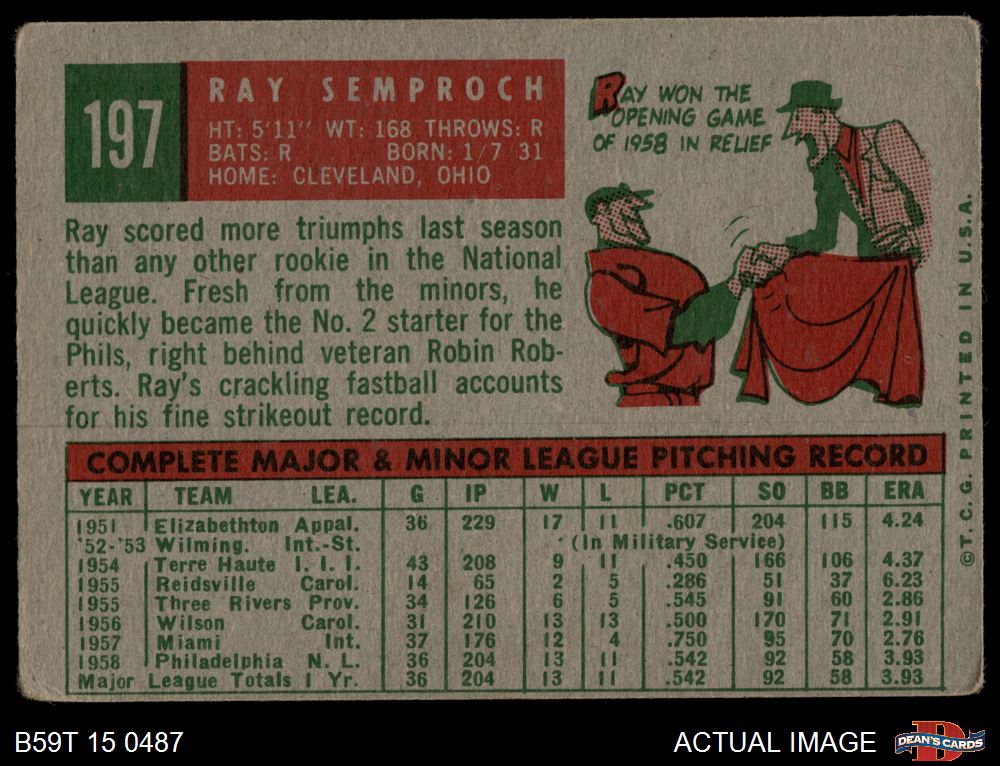 197
RAY SEMPROCH
HT: 5'11" WT: 168 THROWS: R
BATS: R BORN: 1/7/31
HOME: CLEVELAND, OHIO
RAY WON THE
OPENING GAME
OF 1958 IN RELIEF
Ray scored more triumphs last season
than any other rookie in the National
League. Fresh from the minors, he
quickly became the No. 2 starter for the
Phils, right behind veteran Robin Rob-
erts. Ray's crackling fastball accounts
for his fine strikeout record.
COMPLETE MAJOR & MINOR LEAGUE PITCHING RECORD
YEAR TEAM LEA. G IP W L PCT SO BB ERA
1951 Elizabethton Appal. 36 229 17 11 .607 204 115 4.24
'52-'53 Wilming. Int.-St. (In Military Service)
1954 Terre Haute I. I. I. 43 208 9 11 .450 166 106 4.37
1955 Reidsville Carol. 14 65 2 5 .286 51 37 6.23
1955 Three Rivers Prov. 34 126 6 5 .545 91 60 2.86
1956 Wilson Carol. 31 210 13 13 .500 170 71 2.91
1957 Miami Int. 37 176 12 4 .750 95 70 2.76
1958 Philadelphia N. L. 36 204 13 11 .542 92 58 3.93
Major League Totals 1 Yr. 36 204 13 11 .542 92 58 3.93
©T.C.G. PRINTED IN U.S.A.
B59T 15 0487
ACTUAL IMAGE
DEAN'S CARDS